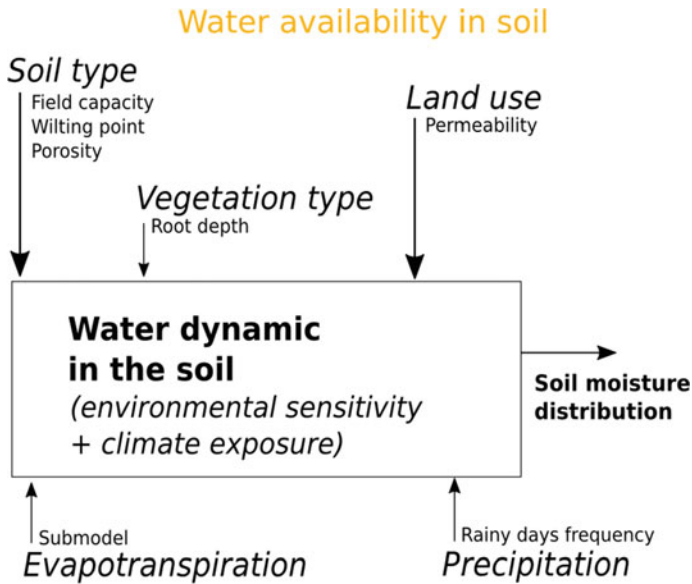 Water availability in soil
Soil type
Field capacity
Wilting point
Porosity
Land use
Permeability
Vegetation type
Root depth
Water dynamic
in the soil
(environmental sensitivity
+ climate exposure)
Soil moisture
distribution
Submodel
Evapotranspiration
Rainy days frequency
Precipitation